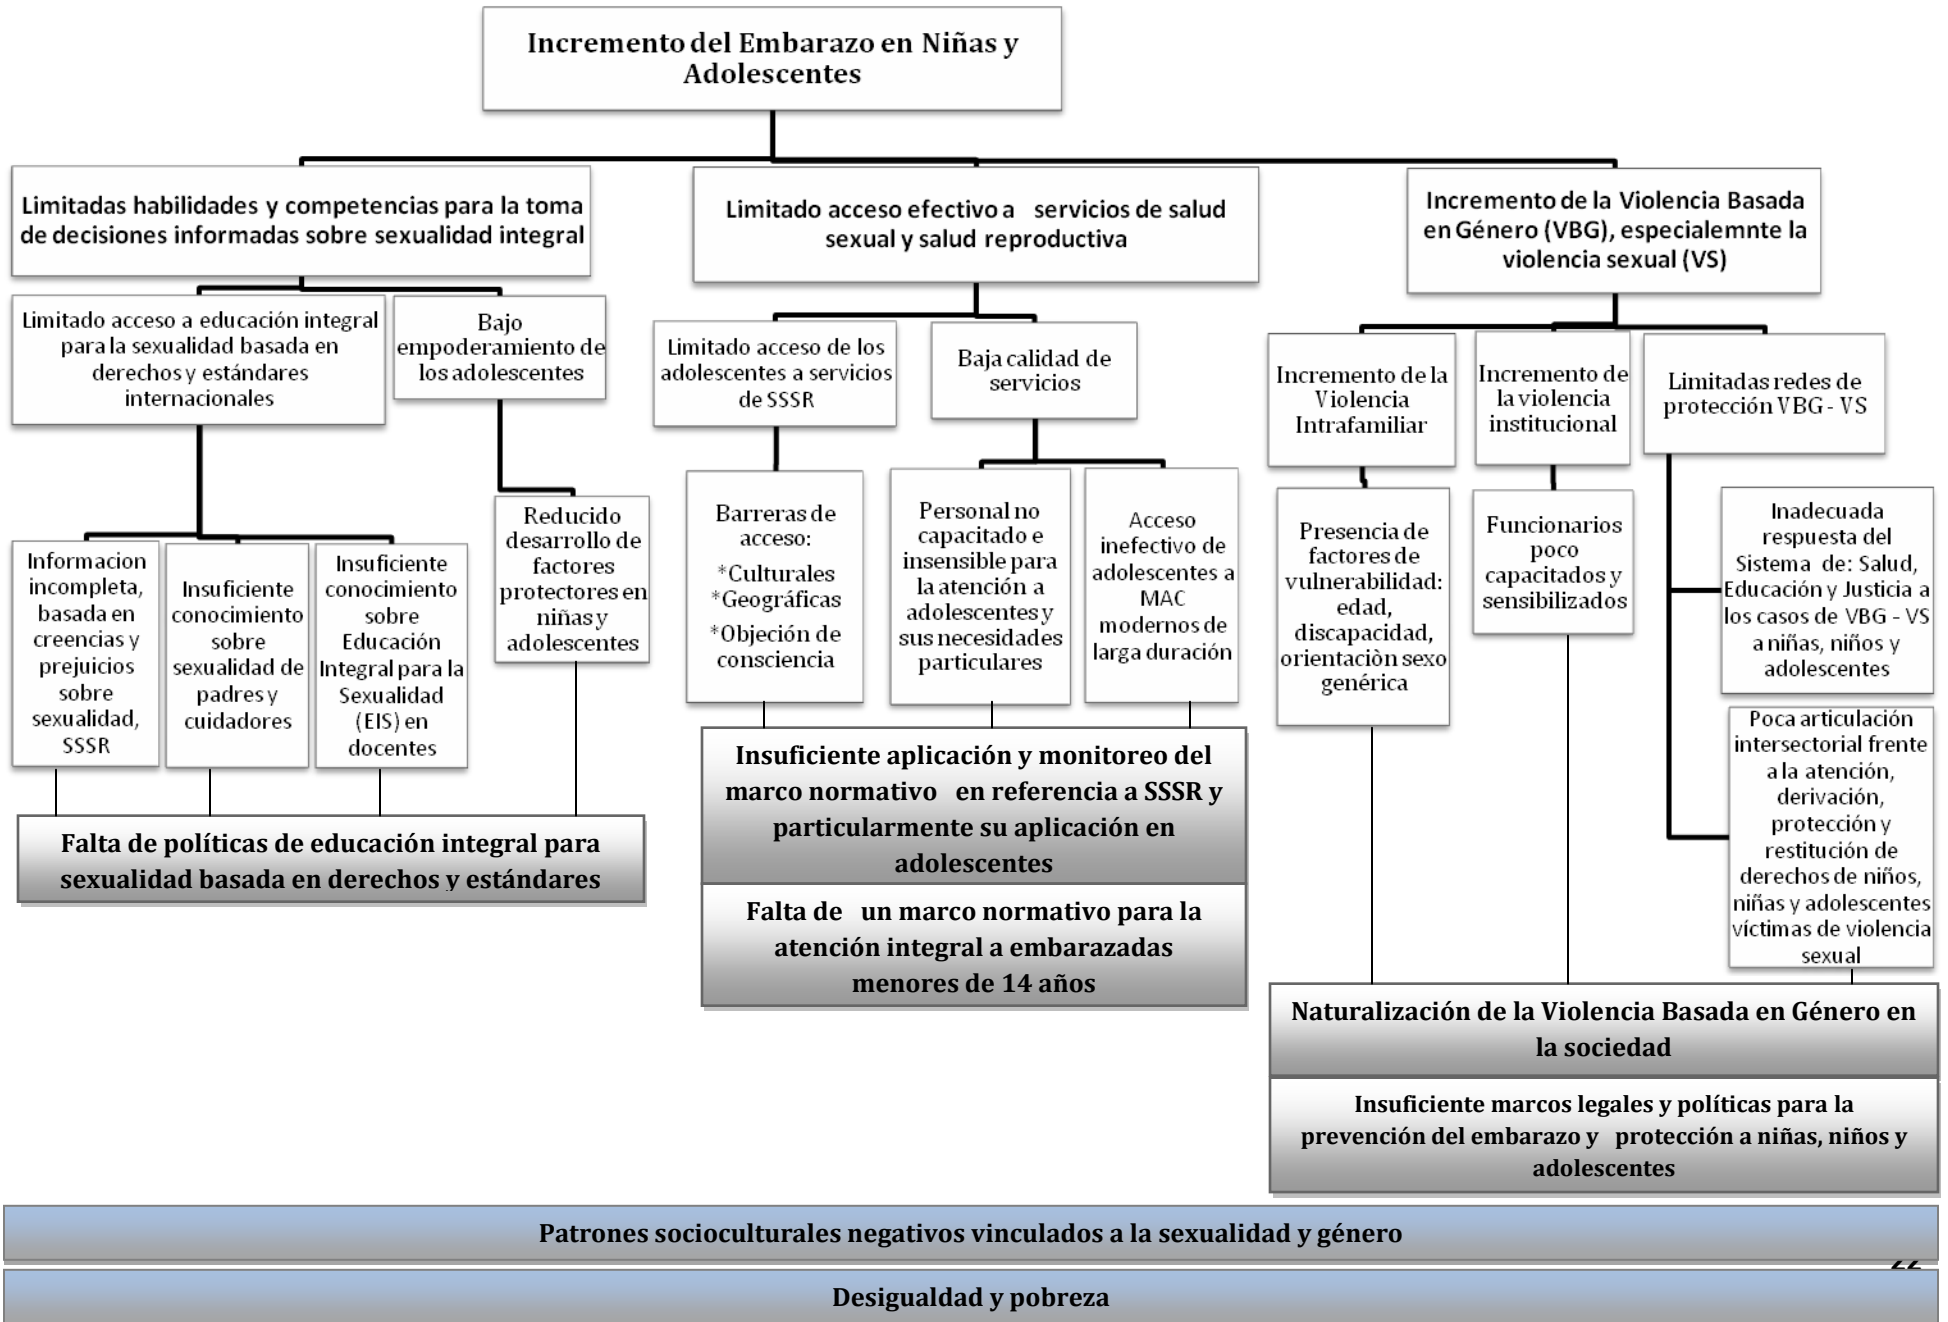 Incremento del Embarazo en Niñas y
Adolescentes
Limitadas habilidades y competencias para la toma
de decisiones informadas sobre sexualidad integral
Limitado acceso efectivo a servicios de salud
sexual y salud reproductiva
Incremento de la Violencia Basada
en Género (VBG), especialemnte la
violencia sexual (VS)
Limitado acceso a educación integral
para la sexualidad basada en
derechos y estándares
internacionales
Bajo
empoderamiento de
los adolescentes
Limitado acceso de los
adolescentes a servicios
de SSSR
Baja calidad de
servicios
Incremento de la
Violencia
Intrafamiliar
Incremento de
la violencia
institucional
Limitadas redes de
protección VBG - VS
Informacion
incompleta,
basada en
creencias y
prejuicios
sobre
sexualidad,
SSSR
Insuficiente
conocimiento
sobre
sexualidad de
padres y
cuidadores
Insuficiente
conocimiento
sobre
Educación
Integral para la
Sexualidad
(EIS) en
docentes
Reducido
desarrollo de
factores
protectores en
niñas y
adolescentes
Barreras de
acceso:
*Culturales
*Geográficas
*Objeción de
consciencia
Personal no
capacitado e
insensible para
la atención a
adolescentes y
sus necesidades
particulares
Acceso
inefectivo de
adolescentes a
MAC
modernos de
larga duración
Presencia de
factores de
vulnerabilidad:
edad,
discapacidad,
orientaciòn sexo
genérica
Funcionarios
poco
capacitados y
sensibilizados
Inadecuada
respuesta del
Sistema de: Salud,
Educación y Justicia a
los casos de VBG - VS
a niñas, niños y
adolescentes
Poca articulación
intersectorial frente
a la atención,
derivación,
protección y
restitución de
derechos de niños,
niñas y adolescentes
víctimas de violencia
sexual
Falta de políticas de educación integral para
sexualidad basada en derechos y estándares
Insuficiente aplicación y monitoreo del
marco normativo en referencia a SSSR y
particularmente su aplicación en
adolescentes
Falta de un marco normativo para la
atención integral a embarazadas
menores de 14 años
Naturalización de la Violencia Basada en Género en
la sociedad
Insuficiente marcos legales y políticas para la
prevención del embarazo y protección a niñas, niños y
adolescentes
Patrones socioculturales negativos vinculados a la sexualidad y género
Desigualdad y pobreza